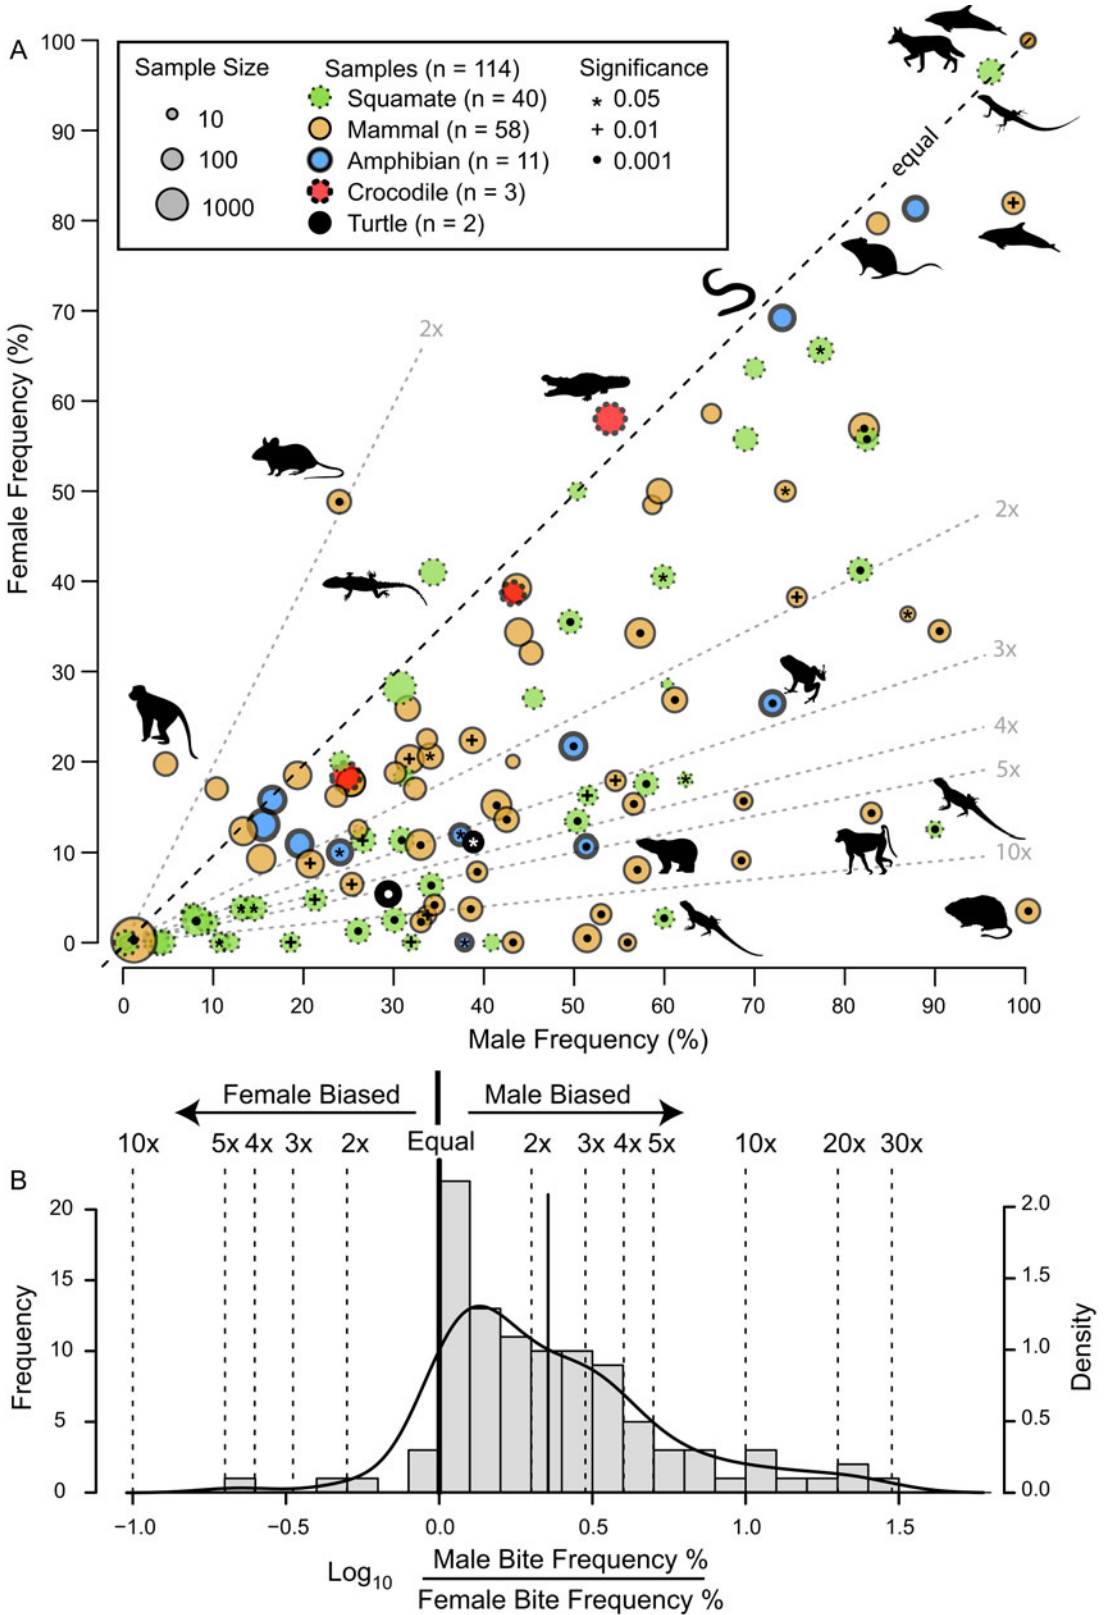 A
100
90
80
70
60
50
40
30
20
10
0
Female Frequency (%)
Sample Size
10
100
1000
Samples (n = 114)
Squamate (n = 40)
Mammal (n = 58)
Amphibian (n = 11)
Crocodile (n = 3)
Turtle (n = 2)
Significance
* 0.05
+ 0.01
• 0.001
equal
2x
2x
3x
4x
5x
10x
0 10 20 30 40 50 60 70 80 90 100
Male Frequency (%)
Female Biased Male Biased
10x 5x 4x 3x 2x Equal 2x 3x 4x 5x 10x 20x 30x
B
20
15
10
5
0
Frequency
2.0
1.5
1.0
0.5
0.0
Density
−1.0 −0.5 0.0 0.5 1.0 1.5
Log10 Male Bite Frequency %
Female Bite Frequency %